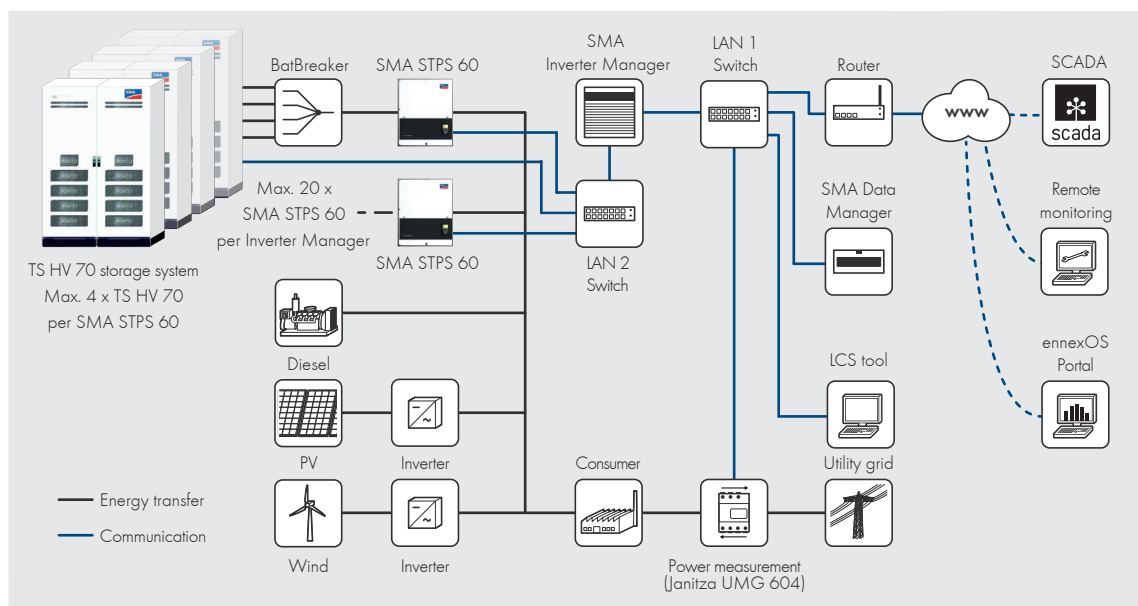 BatBreaker
SMA STPS 60
SMA
Inverter Manager
LAN 1
Switch
Router
SCADA
www
scada
SMA
Max. 20 x
SMA STPS 60
per Inverter Manager
SMA STPS 60
LAN 2
Switch
SMA Data
Manager
Remote
monitoring
TS HV 70 storage system
Max. 4 x TS HV 70
per SMA STPS 60
Diesel
LCS tool
ennexOS
Portal
PV
Inverter
Consumer
Utility grid
Energy transfer
Communication
Wind
Inverter
Power measurement
(Janitza UMG 604)